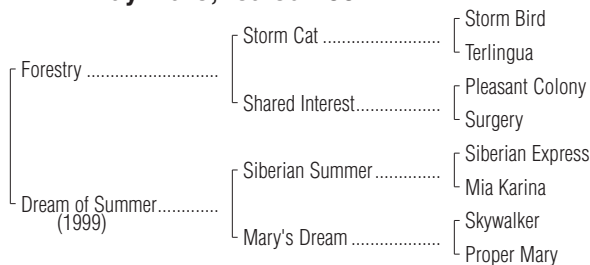 Storm Bird
Storm Cat ........................
Terlingua
Forestry ...........................
Pleasant Colony
Shared Interest.................
Surgery
Siberian Express
Siberian Summer..............
Mia Karina
Dream of Summer............
(1999)
Skywalker
Mary's Dream ..................
Proper Mary